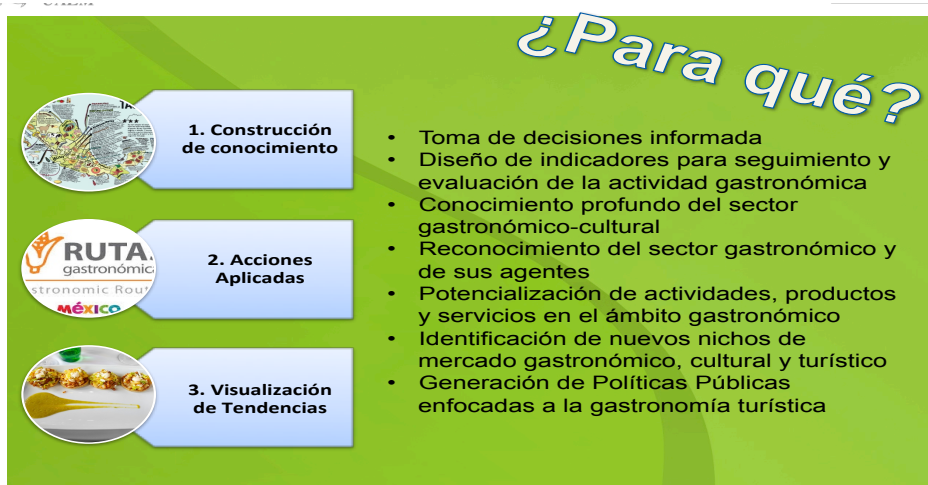 ¿Para qué?
1. Construcción
de conocimiento
RUTA
gastronómic
stronomic Rout
México
2. Acciones
Aplicadas
3. Visualización
de Tendencias
• Toma de decisiones informada
• Diseño de indicadores para seguimiento y
evaluación de la actividad gastronómica
• Conocimiento profundo del sector
gastronómico-cultural
• Reconocimiento del sector gastronómico y
de sus agentes
• Potencialización de actividades, productos
y servicios en el ámbito gastronómico
• Identificación de nuevos nichos de
mercado gastronómico, cultural y turístico
• Generación de Políticas Públicas
enfocadas a la gastronomía turística